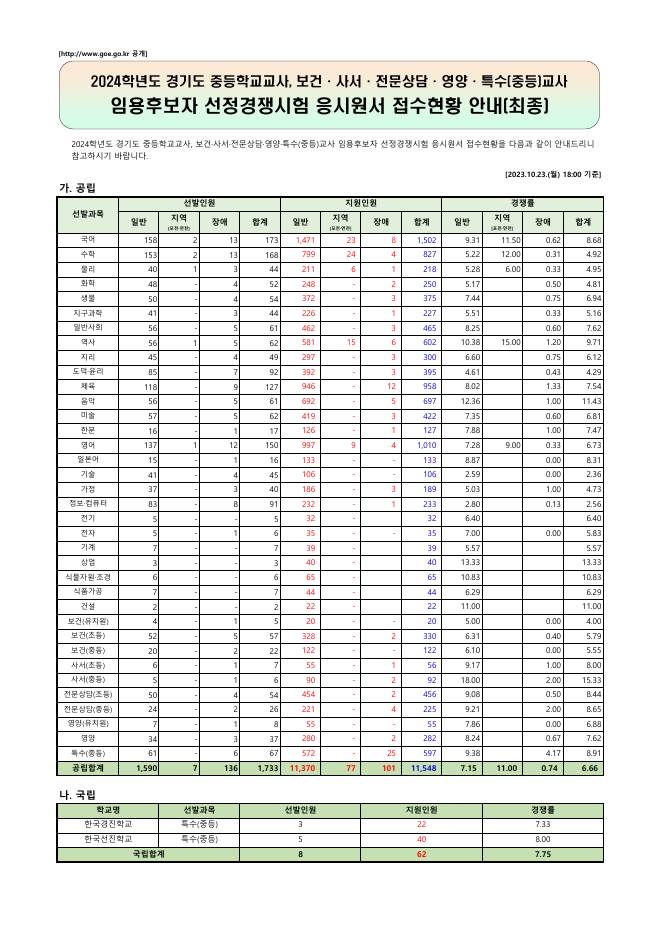 [http://www.goe.go.kr 공개]
2024학년도 경기도 중등학교교사, 보건 · 사서 · 전문상담 · 영양 · 특수(중등)교사
임용후보자 선정경쟁시험 응시원서 접수현황 안내(최종)
2024학년도 경기도 중등학교교사, 보건·사서·전문상담·영양·특수(중등)교사 임용후보자 선정경쟁시험 응시원서 접수현황을 다음과 같이 안내드리니
참고하시기 바랍니다.
[2023.10.23.(월) 18:00 기준]
가. 공립
선발과목 선발인원 지원인원 경쟁률
일반 지역 (포천·연천) 장애 합계 일반 지역 (포천·연천) 장애 합계 일반 지역 (포천·연천) 장애 합계
국어 158 2 13 173 1,471 23 8 1,502 9.31 11.50 0.62 8.68
수학 153 2 13 168 799 24 4 827 5.22 12.00 0.31 4.92
물리 40 1 3 44 211 6 1 218 5.28 6.00 0.33 4.95
화학 48 - 4 52 248 - 2 250 5.17 0.50 4.81
생물 50 - 4 54 372 - 3 375 7.44 0.75 6.94
지구과학 41 - 3 44 226 - 1 227 5.51 0.33 5.16
일반사회 56 - 5 61 462 - 3 465 8.25 0.60 7.62
역사 56 1 5 62 581 15 6 602 10.38 15.00 1.20 9.71
지리 45 - 4 49 297 - 3 300 6.60 0.75 6.12
도덕·윤리 85 - 7 92 392 - 3 395 4.61 0.43 4.29
체육 118 - 9 127 946 - 12 958 8.02 1.33 7.54
음악 56 - 5 61 692 - 5 697 12.36 1.00 11.43
미술 57 - 5 62 419 - 3 422 7.35 0.60 6.81
한문 16 - 1 17 126 - 1 127 7.88 1.00 7.47
영어 137 1 12 150 997 9 4 1,010 7.28 9.00 0.33 6.73
일본어 15 - 1 16 133 - - 133 8.87 0.00 8.31
기술 41 - 4 45 106 - - 106 2.59 0.00 2.36
가정 37 - 3 40 186 - 3 189 5.03 1.00 4.73
정보·컴퓨터 83 - 8 91 232 - 1 233 2.80 0.13 2.56
전기 5 - - 5 32 - 32 6.40 6.40
전자 5 - 1 6 35 - - 35 7.00 0.00 5.83
기계 7 - - 7 39 - 39 5.57 5.57
상업 3 - - 3 40 - 40 13.33 13.33
식물자원·조경 6 - - 6 65 - 65 10.83 10.83
식품가공 7 - - 7 44 - 44 6.29 6.29
건설 2 - - 2 22 - 22 11.00 11.00
보건(유치원) 4 - 1 5 20 - - 20 5.00 0.00 4.00
보건(초등) 52 - 5 57 328 - 2 330 6.31 0.40 5.79
보건(중등) 20 - 2 22 122 - - 122 6.10 0.00 5.55
사서(초등) 6 - 1 7 55 - 1 56 9.17 1.00 8.00
사서(중등) 5 - 1 6 90 - 2 92 18.00 2.00 15.33
전문상담(초등) 50 - 4 54 454 - 2 456 9.08 0.50 8.44
전문상담(중등) 24 - 2 26 221 - 4 225 9.21 2.00 8.65
영양(유치원) 7 - 1 8 55 - - 55 7.86 0.00 6.88
영양 34 - 3 37 280 - 2 282 8.24 0.67 7.62
특수(중등) 61 - 6 67 572 - 25 597 9.38 4.17 8.91
공립합계 1,590 7 136 1,733 11,370 77 101 11,548 7.15 11.00 0.74 6.66
나. 국립
학교명 선발과목 선발인원 지원인원 경쟁률
한국경진학교 특수(중등) 3 22 7.33
한국선진학교 특수(중등) 5 40 8.00
국립합계 8 62 7.75